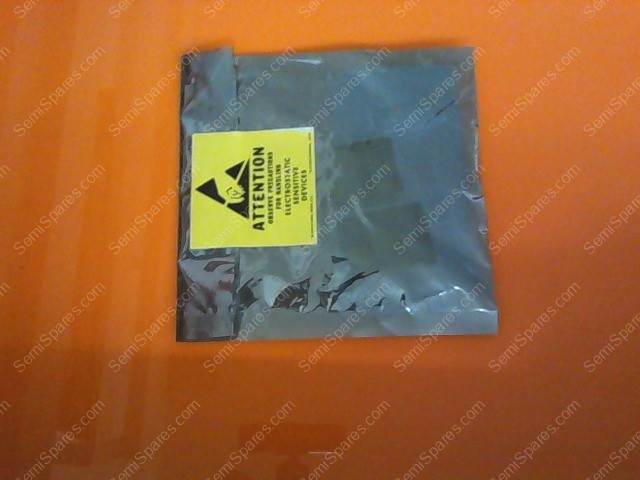 ATTENTION
OBSERVE PRECAUTIONS
FOR HANDLING
ELECTROSTATIC
SENSITIVE
DEVICES
SemiSpares.com